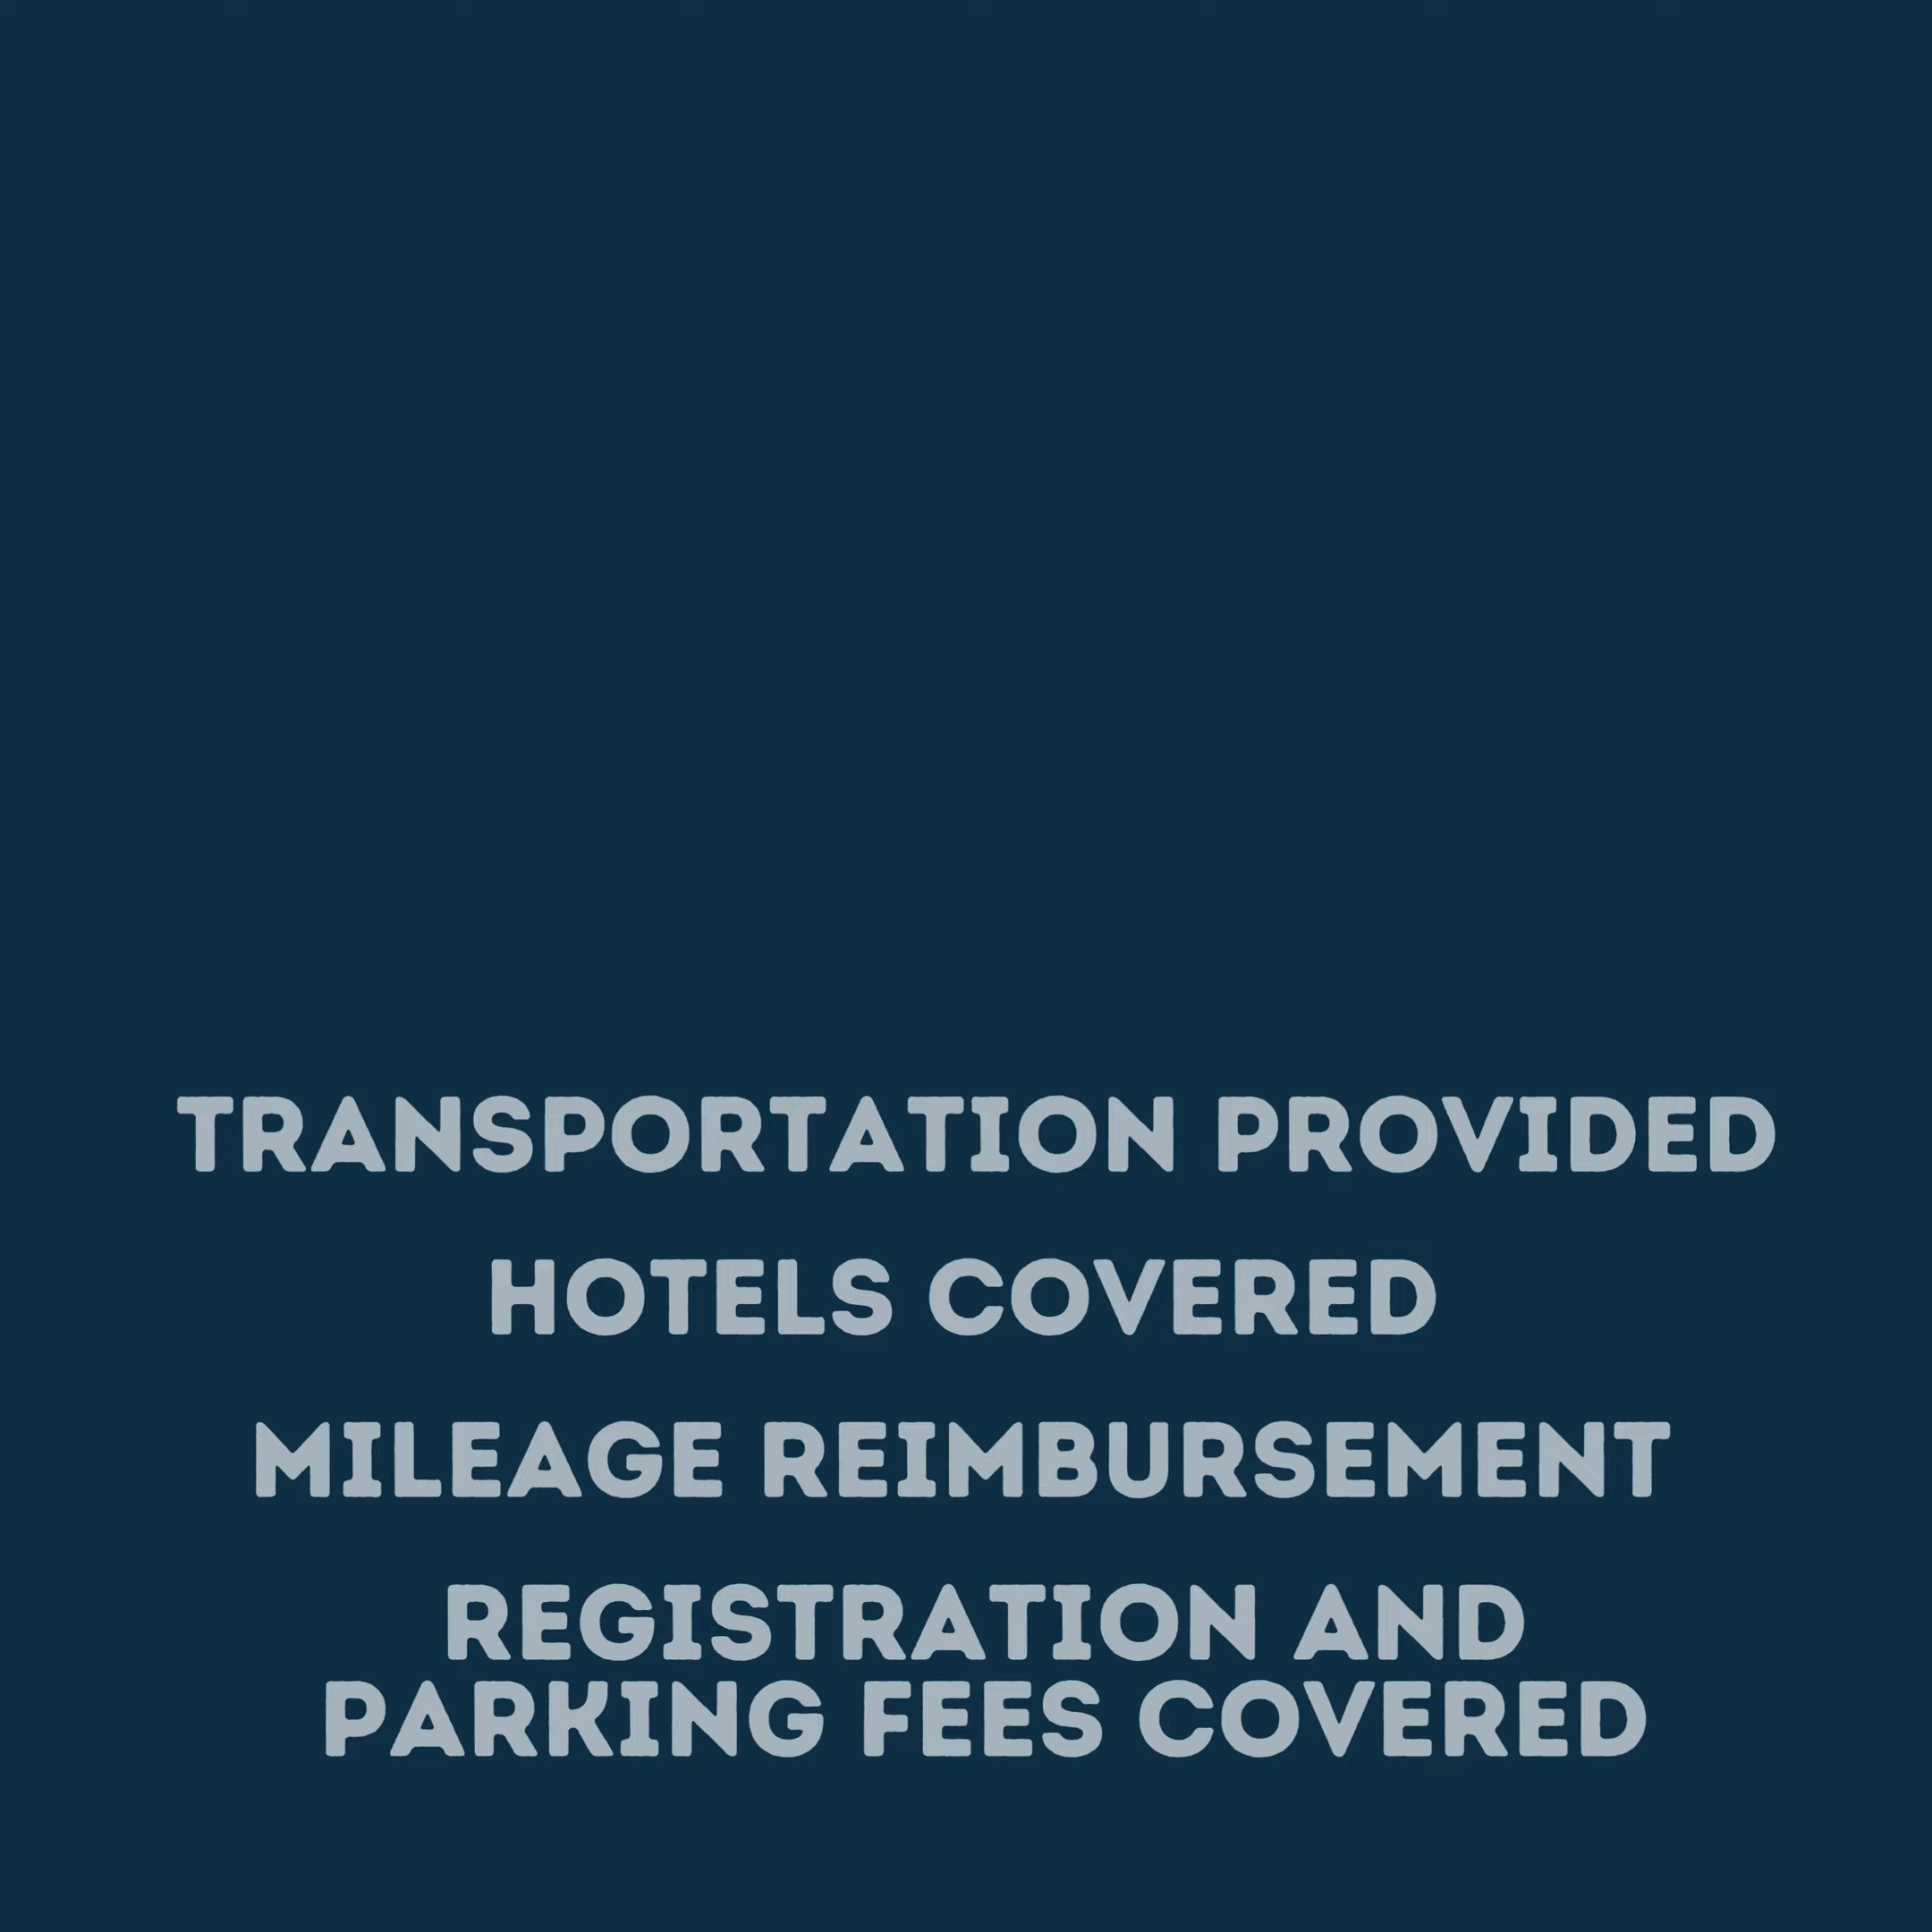 TRANSPORTATION PROVIDED
HOTELS COVERED
MILEAGE REIMBURSEMENT
REGISTRATION AND
PARKING FEES COVERED